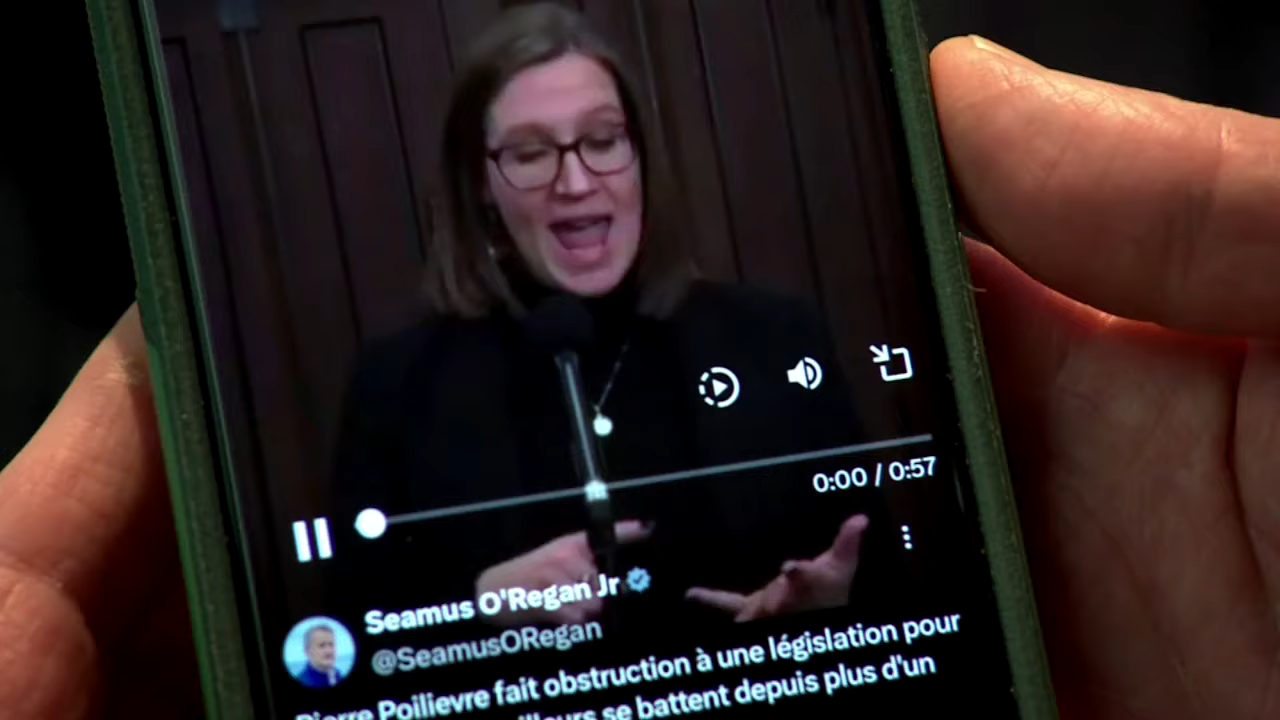 0:00 / 0:57
Seamus O'Regan Jr
@SeamusORegan
Pierre Poilievre fait obstruction à une législation pour
se battent depuis plus d'un